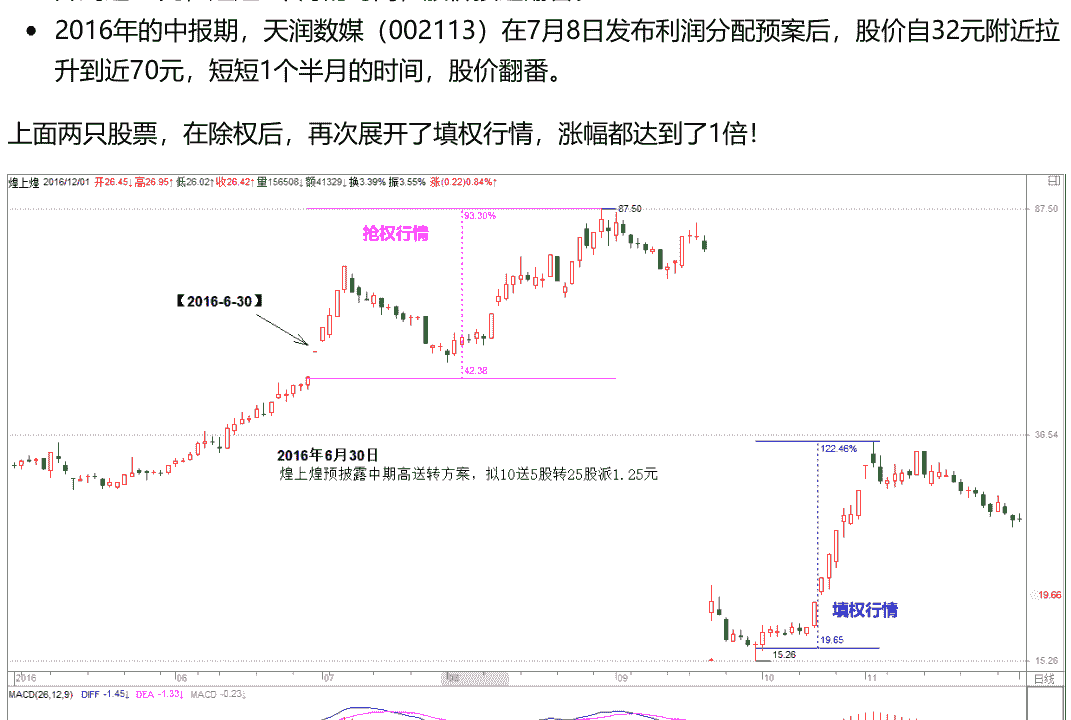 2016年的中报期，天润数媒（002113）在7月8日发布利润分配预案后，股价自32元附近拉
升到近70元，短短1个半月的时间，股价翻番。
上面两只股票，在除权后，再次展开了填权行情，涨幅都达到了1倍！
煌上煌 2016/12/01 开26.45↓高26.95↑低26.02↑收26.42↑量156508↓额41329↓换3.39% 振3.55% 涨(0.22)0.84%↑
87.50
87.50
93.30%
抢权行情
【2016-6-30】
42.38
36.54
122.46%
2016年6月30日
煌上煌预披露中期高送转方案，拟10送5股转25股派1.25元
19.66
填权行情
19.65
15.26
15.26
2016 06 07 08 09 10 11 日线
MACD(26,12,9) DIFF -1.45↓ DEA -1.33↓ MACD -0.23↓